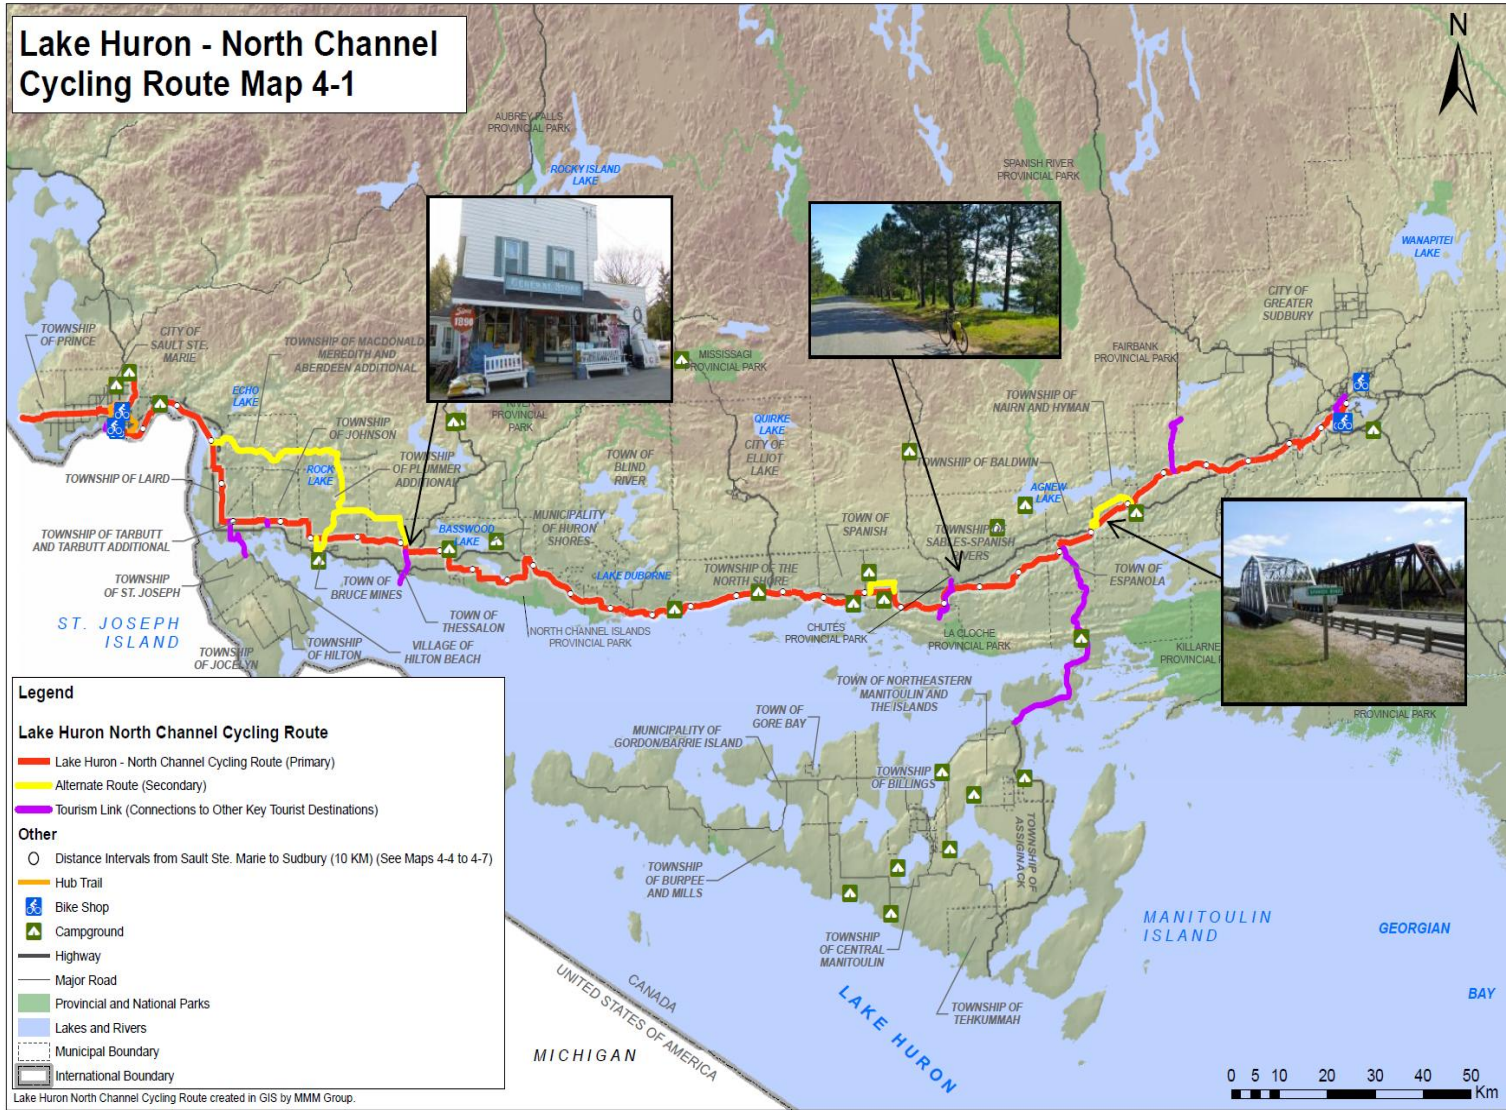 Lake Huron - North Channel
Cycling Route Map 4-1
N
AUBREY FALLS
PROVINCIAL PARK
ROCKY ISLAND
LAKE
SPANISH RIVER
PROVINCIAL PARK
WANAPITEI
LAKE
CITY OF
GREATER
SUDBURY
TOWNSHIP
OF PRINCE
CITY OF
SAULT STE.
MARIE
TOWNSHIP OF MACDONALD,
MEREDITH AND
ABERDEEN ADDITIONAL
GENERAL STORE
1890
MISSISSAGI
PROVINCIAL PARK
FAIRBANK
PROVINCIAL PARK
ECHO
LAKE
RIVER
PROVINCIAL
PARK
TOWNSHIP OF
NAIRN AND HYMAN
TOWNSHIP
OF JOHNSON
QUIRKE
LAKE
CITY OF
ELLIOT
LAKE
ROCK
LAKE
TOWNSHIP
OF PLUMMER
ADDITIONAL
TOWN OF
BLIND
RIVER
TOWNSHIP OF BALDWIN
TOWNSHIP OF LAIRD
AGNEW
LAKE
TOWNSHIP OF TARBUTT
AND TARBUTT ADDITIONAL
BASSWOOD
LAKE
MUNICIPALITY
OF HURON
SHORES
TOWN OF
SPANISH
TOWNSHIP OF
SABLES-SPANISH
RIVERS
TOWNSHIP
OF ST. JOSEPH
TOWN OF
BRUCE MINES
LAKE DUBORNE
TOWNSHIP OF THE
NORTH SHORE
TOWN OF
ESPANOLA
ST. JOSEPH
ISLAND
TOWNSHIP
OF HILTON
TOWN OF
THESSALON
NORTH CHANNEL ISLANDS
PROVINCIAL PARK
CHUTES
PROVINCIAL PARK
LA CLOCHE
PROVINCIAL PARK
KILLARNE
PROVINCIAL
TOWNSHIP
OF JOCELYN
VILLAGE OF
HILTON BEACH
PROVINCIAL PARK
TOWN OF NORTHEASTERN
MANITOULIN AND
THE ISLANDS
TOWN OF
GORE BAY
MUNICIPALITY OF
GORDON/BARRIE ISLAND
TOWNSHIP
OF BILLINGS
TOWNSHIP OF
ASSIGINACK
TOWNSHIP
OF BURPEE
AND MILLS
TOWNSHIP
OF CENTRAL
MANITOULIN
MANITOULIN
ISLAND
GEORGIAN
BAY
TOWNSHIP OF
TEHKUMMAH
LAKE HURON
CANADA
UNITED STATES OF AMERICA
MICHIGAN
Legend
Lake Huron North Channel Cycling Route
Lake Huron - North Channel Cycling Route (Primary)
Alternate Route (Secondary)
Tourism Link (Connections to Other Key Tourist Destinations)
Other
Distance Intervals from Sault Ste. Marie to Sudbury (10 KM) (See Maps 4-4 to 4-7)
Hub Trail
Bike Shop
Campground
Highway
Major Road
Provincial and National Parks
Lakes and Rivers
Municipal Boundary
International Boundary
Lake Huron North Channel Cycling Route created in GIS by MMM Group.
0 5 10 20 30 40 50
Km